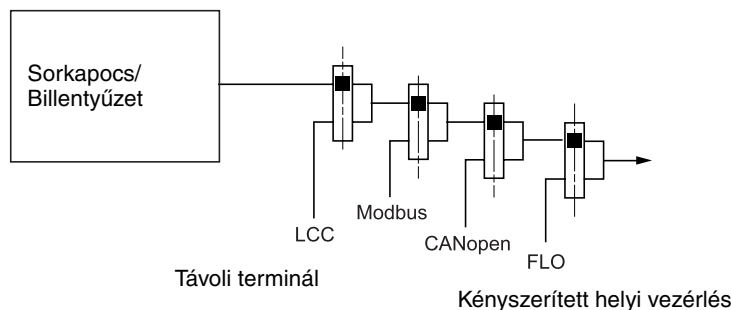 Sorkapocs/
Billentyűzet
LCC
Modbus
CANopen
FLO
Távoli terminál
Kényszerített helyi vezérlés